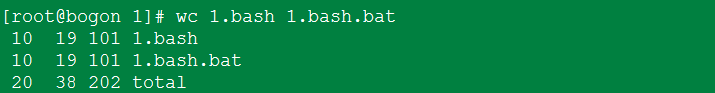 [root@bogon 1]# wc 1.bash 1.bash.bat
 10  19 101 1.bash
 10  19 101 1.bash.bat
 20  38 202 total